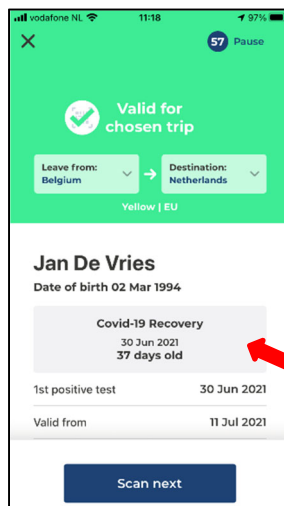 vodafone NL 11:18 97%
57 Pause
Valid for
chosen trip
Leave from: Destination:
Belgium Netherlands
Yellow | EU
Jan De Vries
Date of birth 02 Mar 1994
Covid-19 Recovery
30 Jun 2021
37 days old
1st positive test 30 Jun 2021
Valid from 11 Jul 2021
Scan next